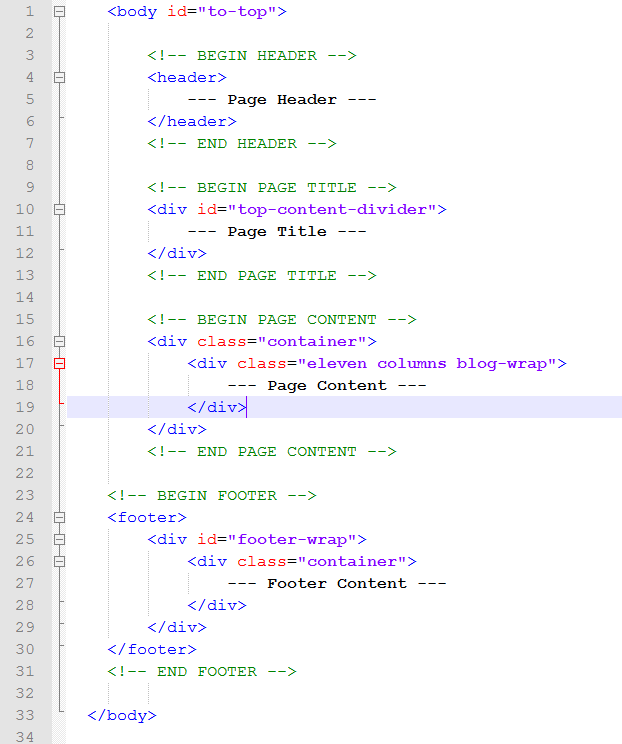 1 <body id="to-top">
2
3 <!-- BEGIN HEADER -->
4 <header>
5 --- Page Header ---
6 </header>
7 <!-- END HEADER -->
8
9 <!-- BEGIN PAGE TITLE -->
10 <div id="top-content-divider">
11 --- Page Title ---
12 </div>
13 <!-- END PAGE TITLE -->
14
15 <!-- BEGIN PAGE CONTENT -->
16 <div class="container">
17 <div class="eleven columns blog-wrap">
18 --- Page Content ---
19 </div>
20 </div>
21 <!-- END PAGE CONTENT -->
22
23 <!-- BEGIN FOOTER -->
24 <footer>
25 <div id="footer-wrap">
26 <div class="container">
27 --- Footer Content ---
28 </div>
29 </div>
30 </footer>
31 <!-- END FOOTER -->
32
33 </body>
34